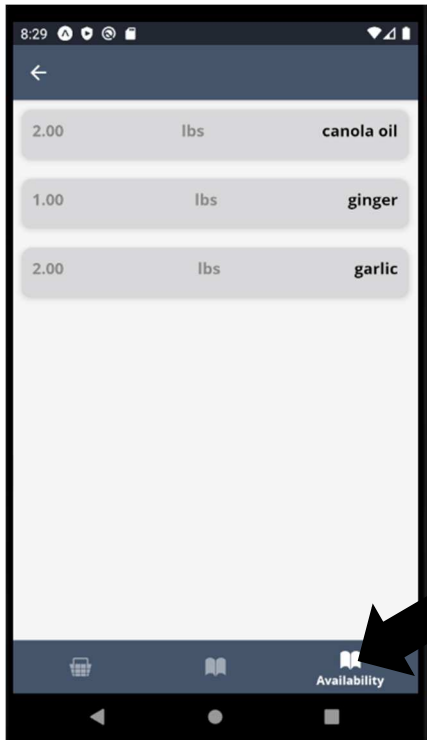 8:29
2.00 lbs canola oil
1.00 lbs ginger
2.00 lbs garlic
Availability